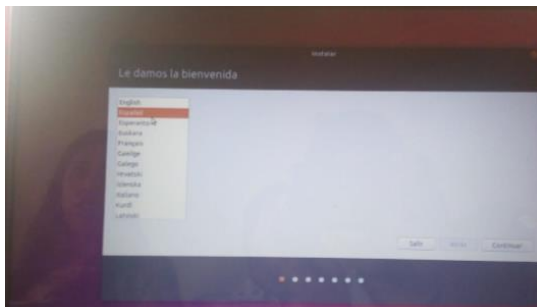 Instalar
Le damos la bienvenida
English
Español
Esperanto
Euskara
Français
Gaeilge
Galego
Hrvatski
Íslenska
Italiano
Kurdî
Latviski
Salir
Atrás
Continuar